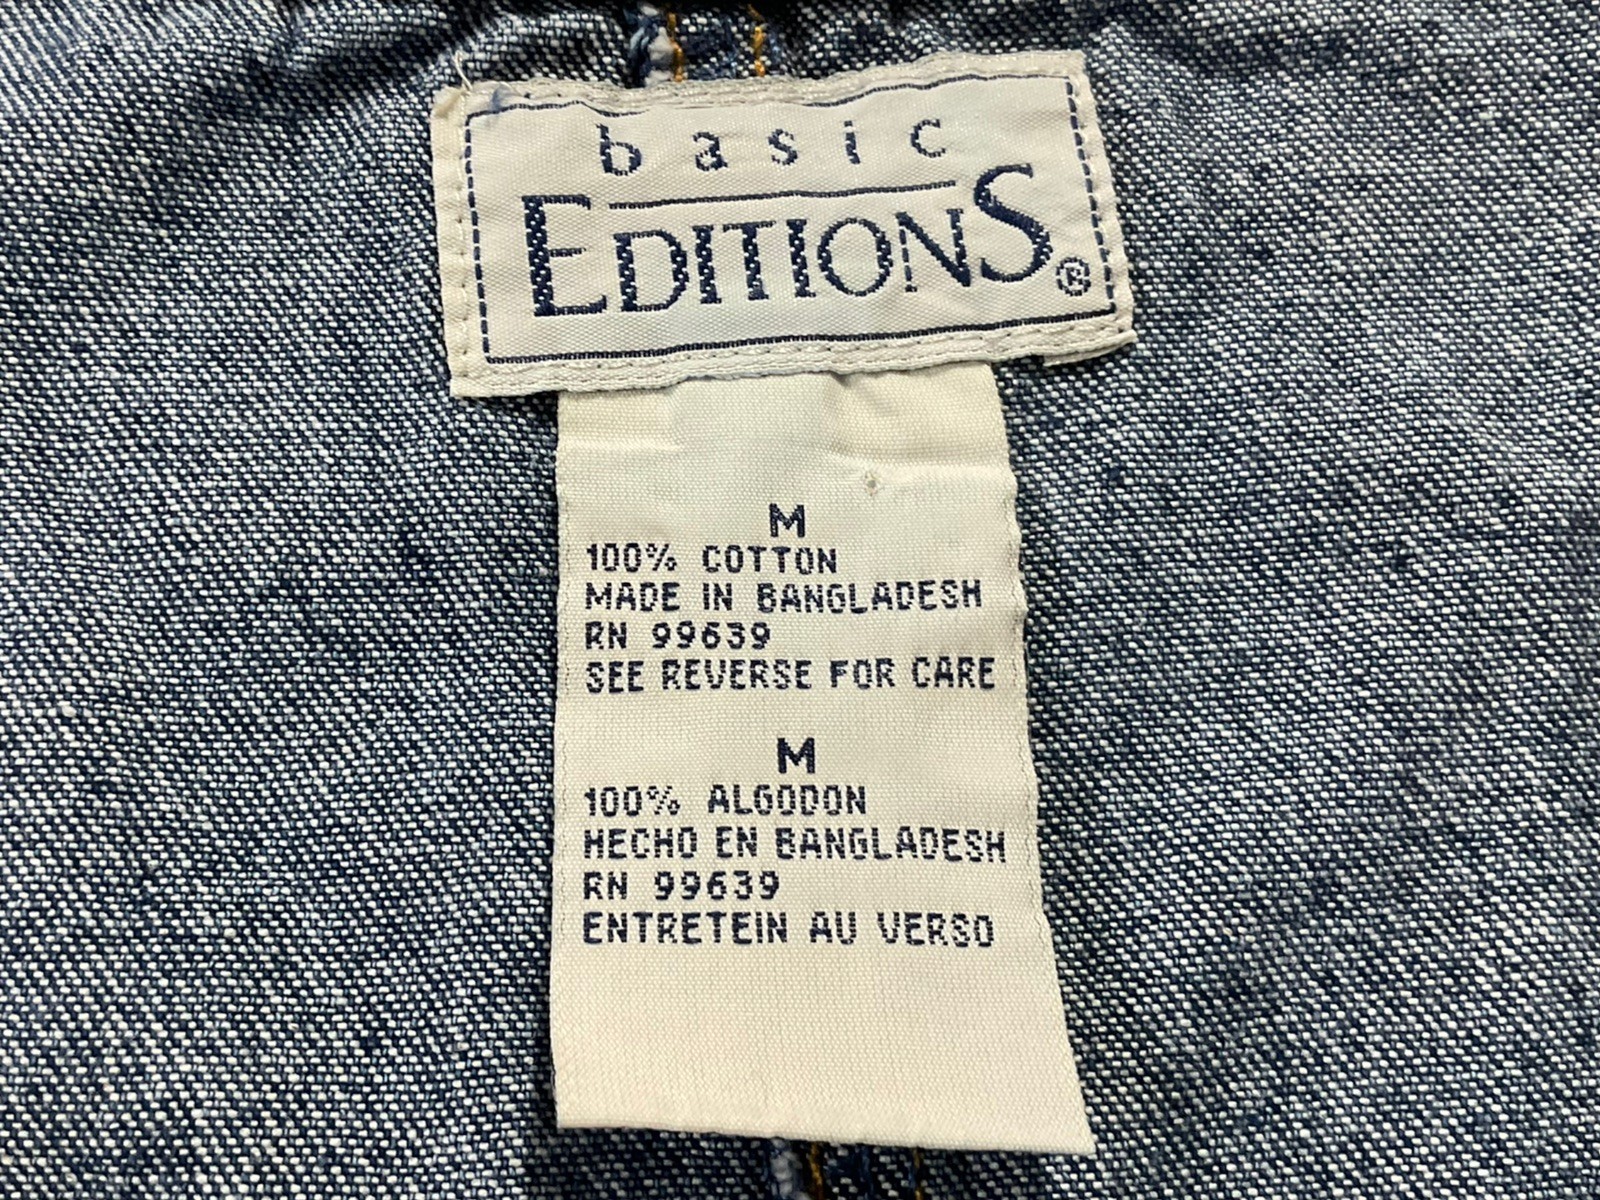 basic
EDITIONS®
M
100% COTTON
MADE IN BANGLADESH
RN 99639
SEE REVERSE FOR CARE
M
100% ALGODON
HECHO EN BANGLADESH
RN 99639
ENTRETEIN AU VERSO